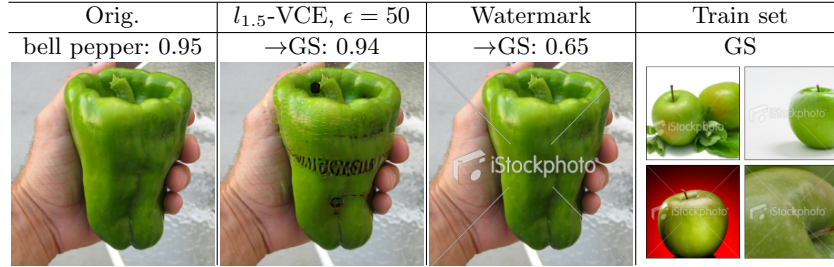 Orig.
l1.5-VCE, ϵ = 50
Watermark
Train set
bell pepper: 0.95
→GS: 0.94
→GS: 0.65
GS
iStockphoto
iStockphoto
iStockphoto
iStockphoto
iStockphoto